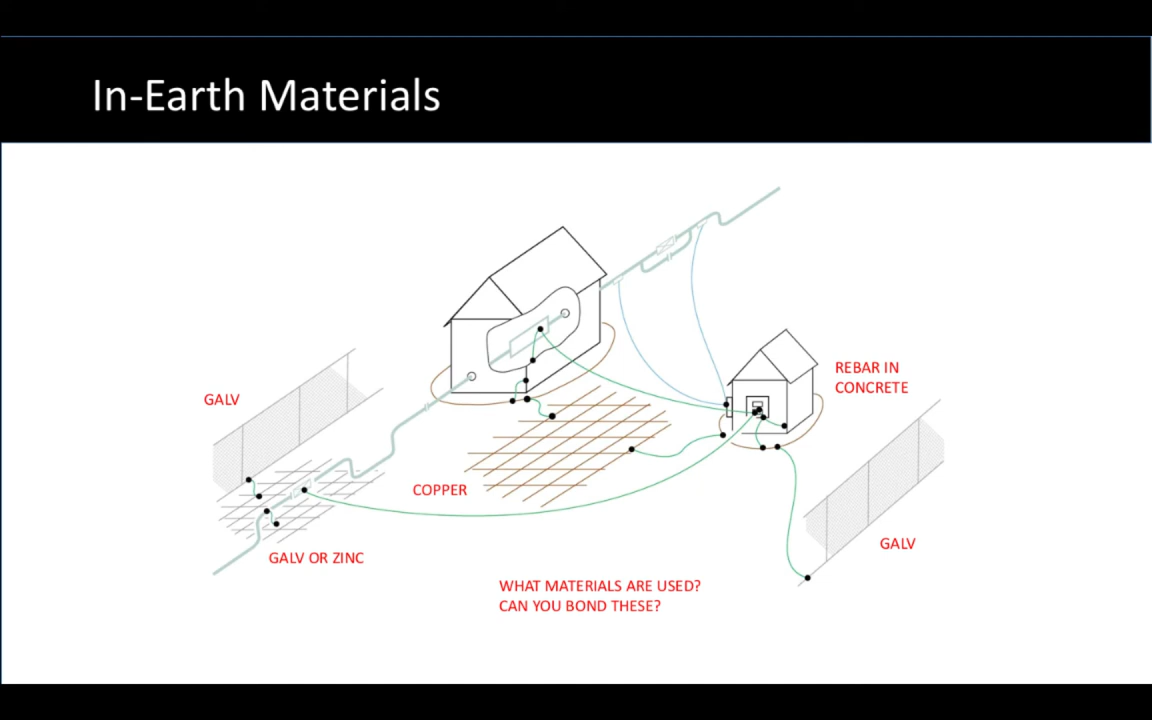 In-Earth Materials
REBAR IN
CONCRETE
GALV
COPPER
GALV
GALV OR ZINC
WHAT MATERIALS ARE USED?
CAN YOU BOND THESE?